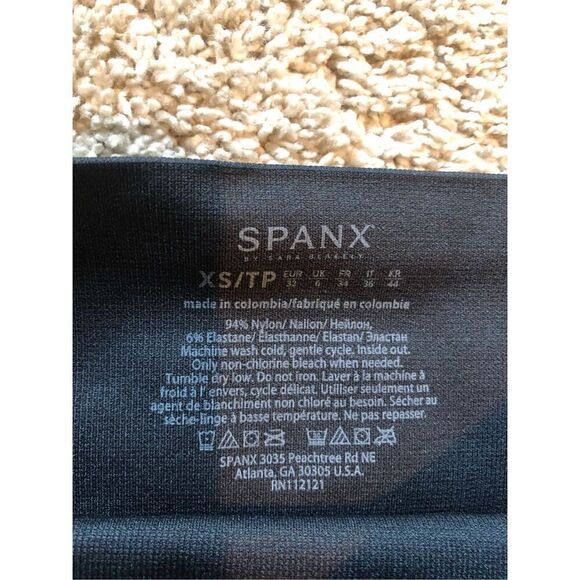 SPANX
BY SARA BLAKELY
XS/TP EUR 32 UK 6 FR 34 IT 36 KR 44
made in colombia/fabriqué en colombie
94% Nylon/ Nailon/ Нейлон,
6% Elastane/ Élasthanne/ Elastan/ Эластан
Machine wash cold, gentle cycle. Inside out.
Only non-chlorine bleach when needed.
Tumble dry low. Do not iron. Laver à la machine à
froid à l'envers, cycle délicat. Utiliser seulement un
agent de blanchiment non chloré au besoin. Sécher au
sèche-linge à basse température. Ne pas repasser.
SPANX 3035 Peachtree Rd NE
Atlanta, GA 30305 U.S.A.
RN112121